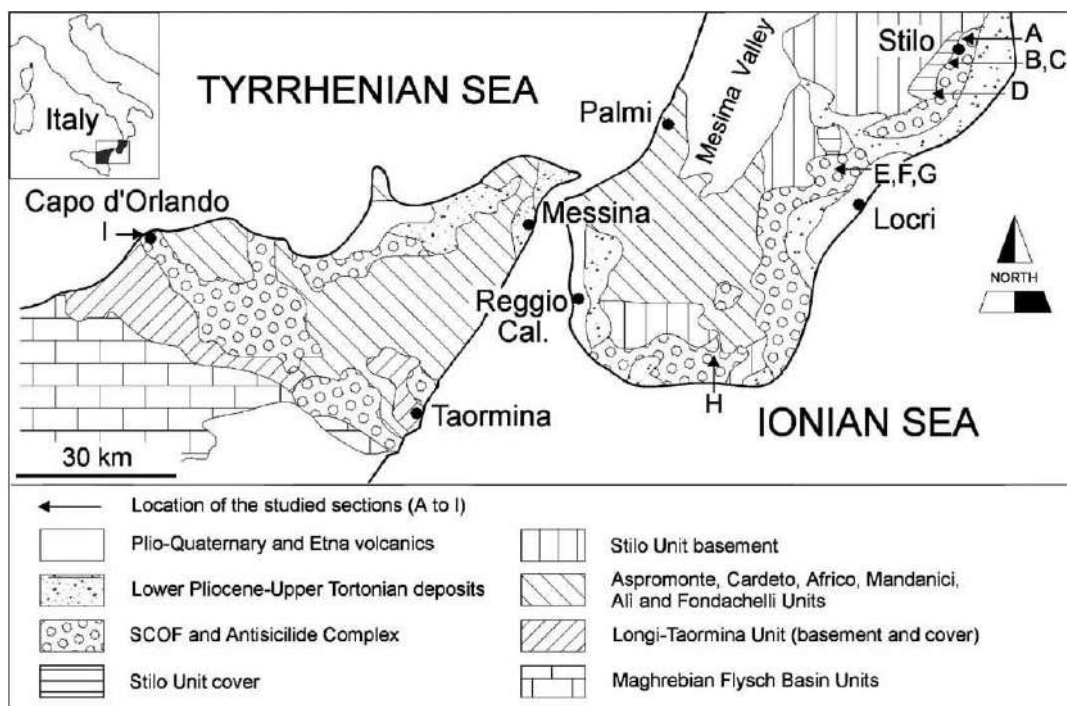 Italy
TYRRHENIAN SEA
Mesima Valley
Stilo
A
B,C
D
Palmi
E,F,G
Capo d'Orlando
I
Messina
Locri
NORTH
Reggio
Cal.
H
Taormina
IONIAN SEA
30 km
Location of the studied sections (A to I)
Plio-Quaternary and Etna volcanics
Lower Pliocene-Upper Tortonian deposits
SCOF and Antisicilide Complex
Stilo Unit cover
Stilo Unit basement
Aspromonte, Cardeto, Africo, Mandanici,
Alì and Fondachelli Units
Longi-Taormina Unit (basement and cover)
Maghrebian Flysch Basin Units